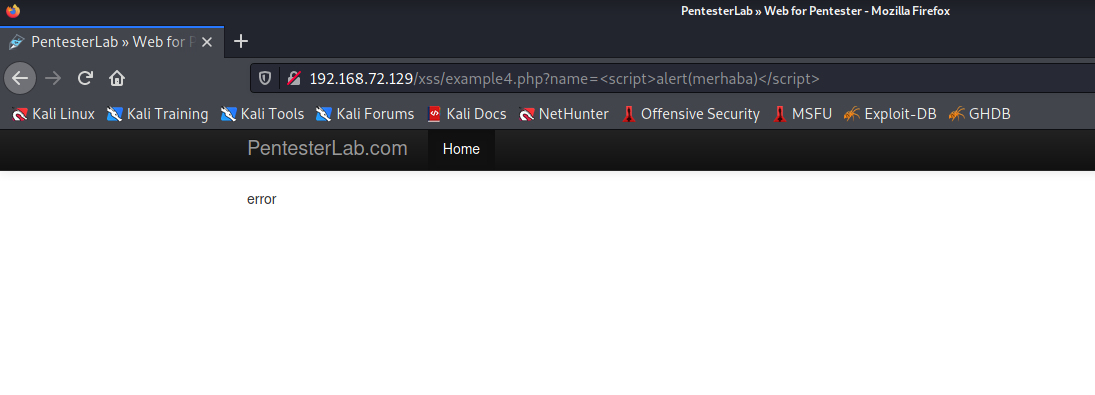 PentesterLab » Web for Pentester - Mozilla Firefox
PentesterLab » Web for P
192.168.72.129/xss/example4.php?name=<script>alert(merhaba)</script>
Kali Linux Kali Training Kali Tools Kali Forums Kali Docs NetHunter Offensive Security MSFU Exploit-DB GHDB
PentesterLab.com Home
error